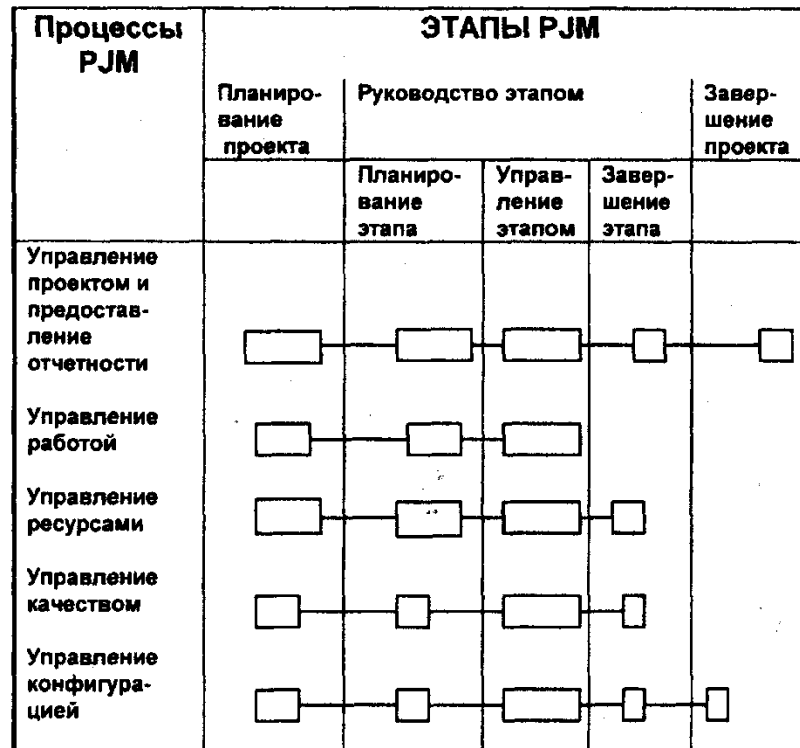 Процессы
PJM
ЭТАПЫ PJM
Планиро-
вание
проекта
Руководство этапом
Завер-
шение
проекта
Планиро-
вание
этапа
Управ-
ление
этапом
Завер-
шение
этапа
Управление
проектом и
предостав-
ление
отчетности
Управление
работой
Управление
ресурсами
Управление
качеством
Управление
конфигура-
цией